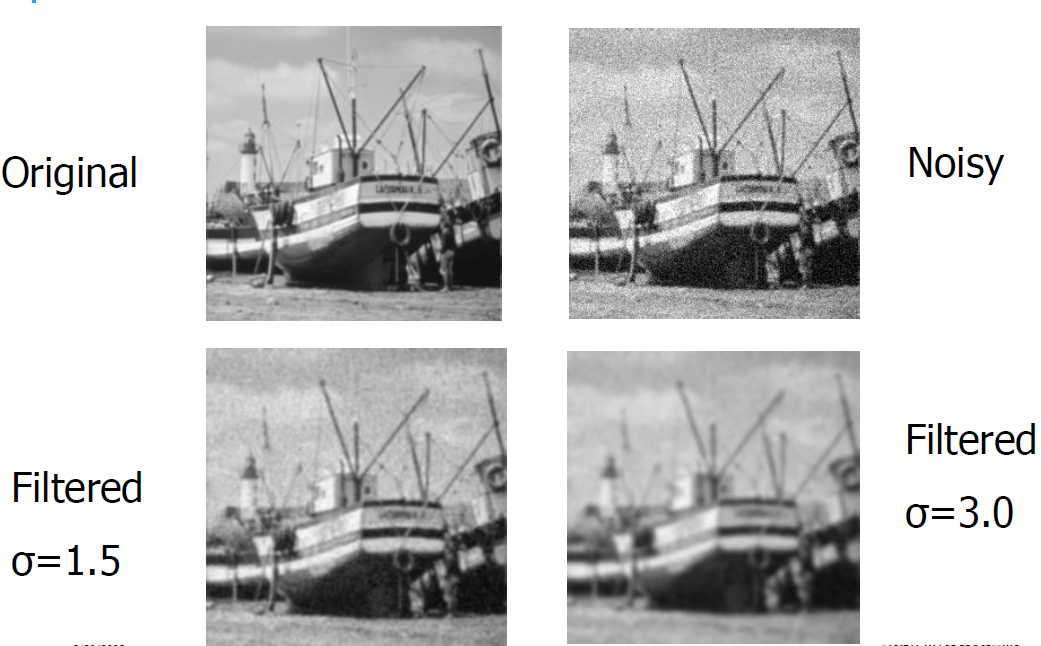 Original
Noisy
Filtered
σ=1.5
Filtered
σ=3.0